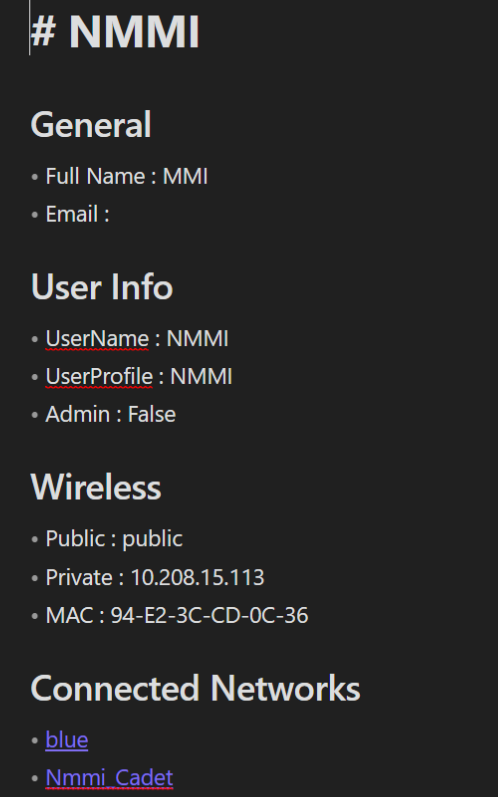 # NMMI
General
• Full Name : MMI
• Email :
User Info
• UserName : NMMI
• UserProfile : NMMI
• Admin : False
Wireless
• Public : public
• Private : 10.208.15.113
• MAC : 94-E2-3C-CD-0C-36
Connected Networks
• blue
• Nmmi_Cadet